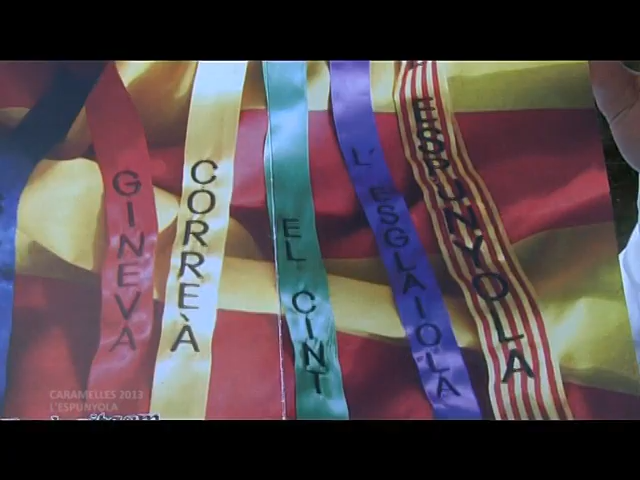 GINEVA
CORREÀ
EL CINT
L'ESGLAIOLA
ESPUNYOLA
CARAMELLES 2013
L'ESPUNYOLA